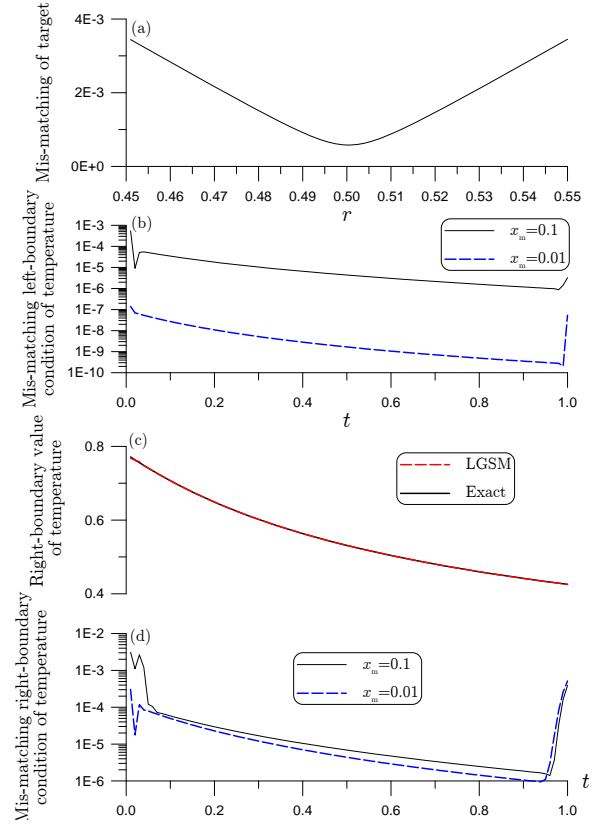 (a)
Mis-matching of target
4E-3
2E-3
0E+0
0.45 0.46 0.47 0.48 0.49 0.50 0.51 0.52 0.53 0.54 0.55
r
(b)
Mis-matching left-boundary
condition of temperature
1E-3
1E-4
1E-5
1E-6
1E-7
1E-8
1E-9
1E-10
x_m=0.1
x_m=0.01
0.0 0.2 0.4 0.6 0.8 1.0
t
(c)
Right-boundary value
of temperature
0.8
0.6
0.4
LGSM
Exact
(d)
Mis-matching right-boundary
condition of temperature
1E-2
1E-3
1E-4
1E-5
1E-6
x_m=0.1
x_m=0.01
0.0 0.2 0.4 0.6 0.8 1.0
t